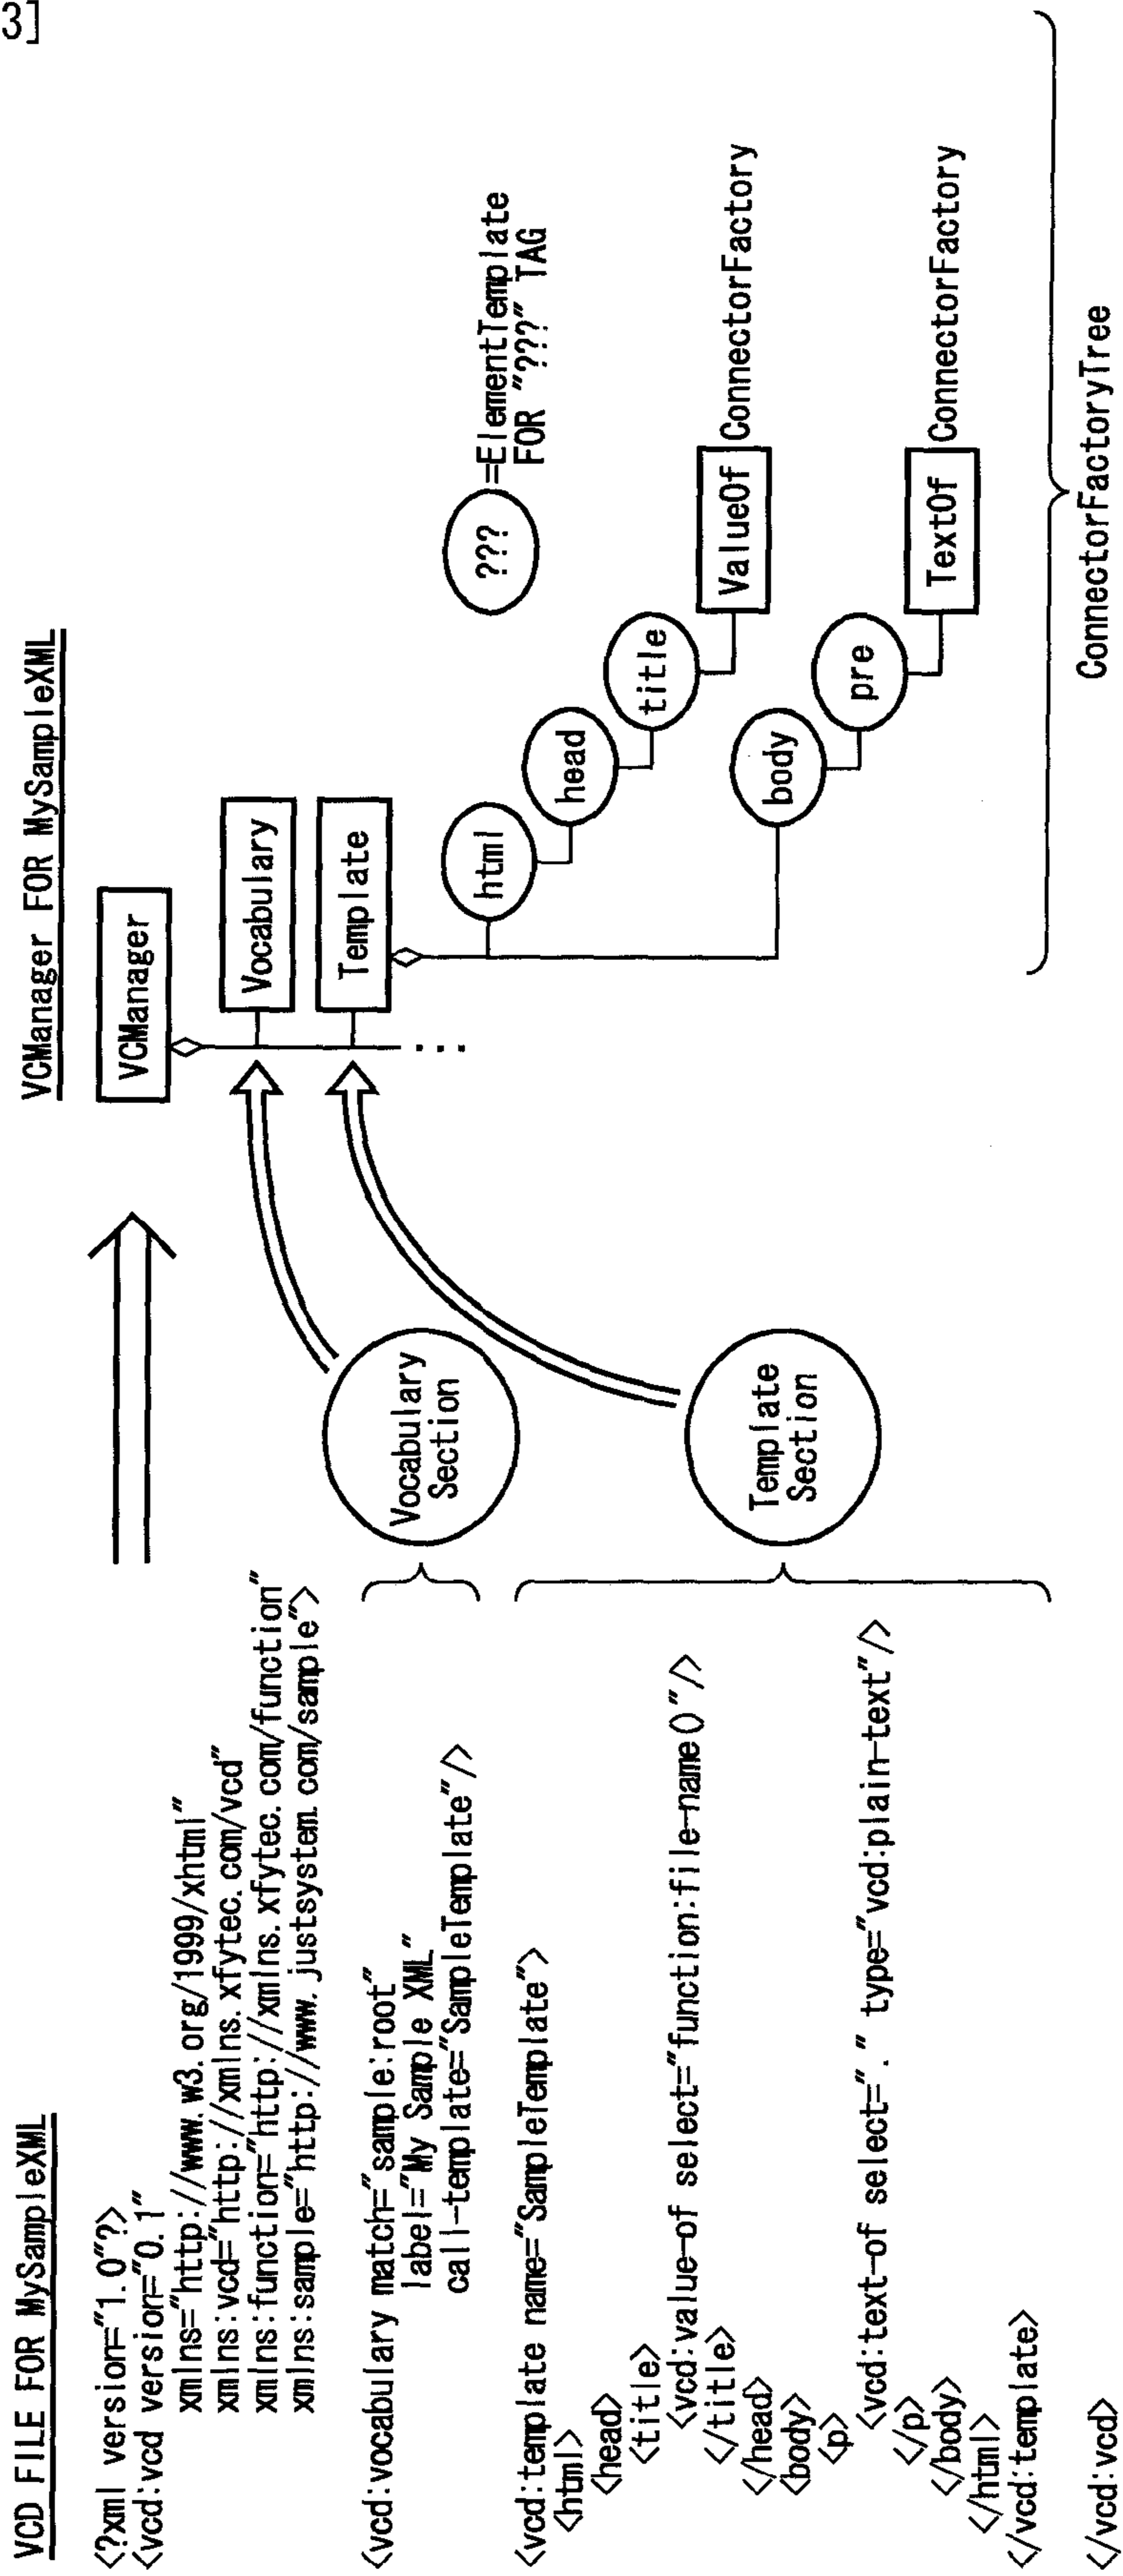 3]
VCD FILE FOR MySampleXML
<?xml version="1.0"?>
<vcd:vcd version="0.1"
xmlns="http://www.w3.org/1999/xhtml"
xmlns:vcd="http://xmlns.xfytec.com/vcd"
xmlns:function="http://xmlns.xfytec.com/function"
xmlns:sample="http://www.justsystem.com/sample">
<vcd:vocabulary match="sample:root"
label="My Sample XML"
call-template="SampleTemplate"/>
<vcd:template name="SampleTemplate">
<html>
<head>
<title>
<vcd:value-of select="function:file-name()"/>
</title>
</head>
<body>
<p>
<vcd:text-of select="." type="vcd:plain-text"/>
</p>
</body>
</html>
</vcd:template>
</vcd:vcd>
Vocabulary
Section
Template
Section
VCManager FOR MySampleXML
VCManager
Vocabulary
Template
...
html
head
title
ValueOf ConnectorFactory
body
pre
TextOf ConnectorFactory
??? =ElementTemplate
FOR "???" TAG
ConnectorFactoryTree